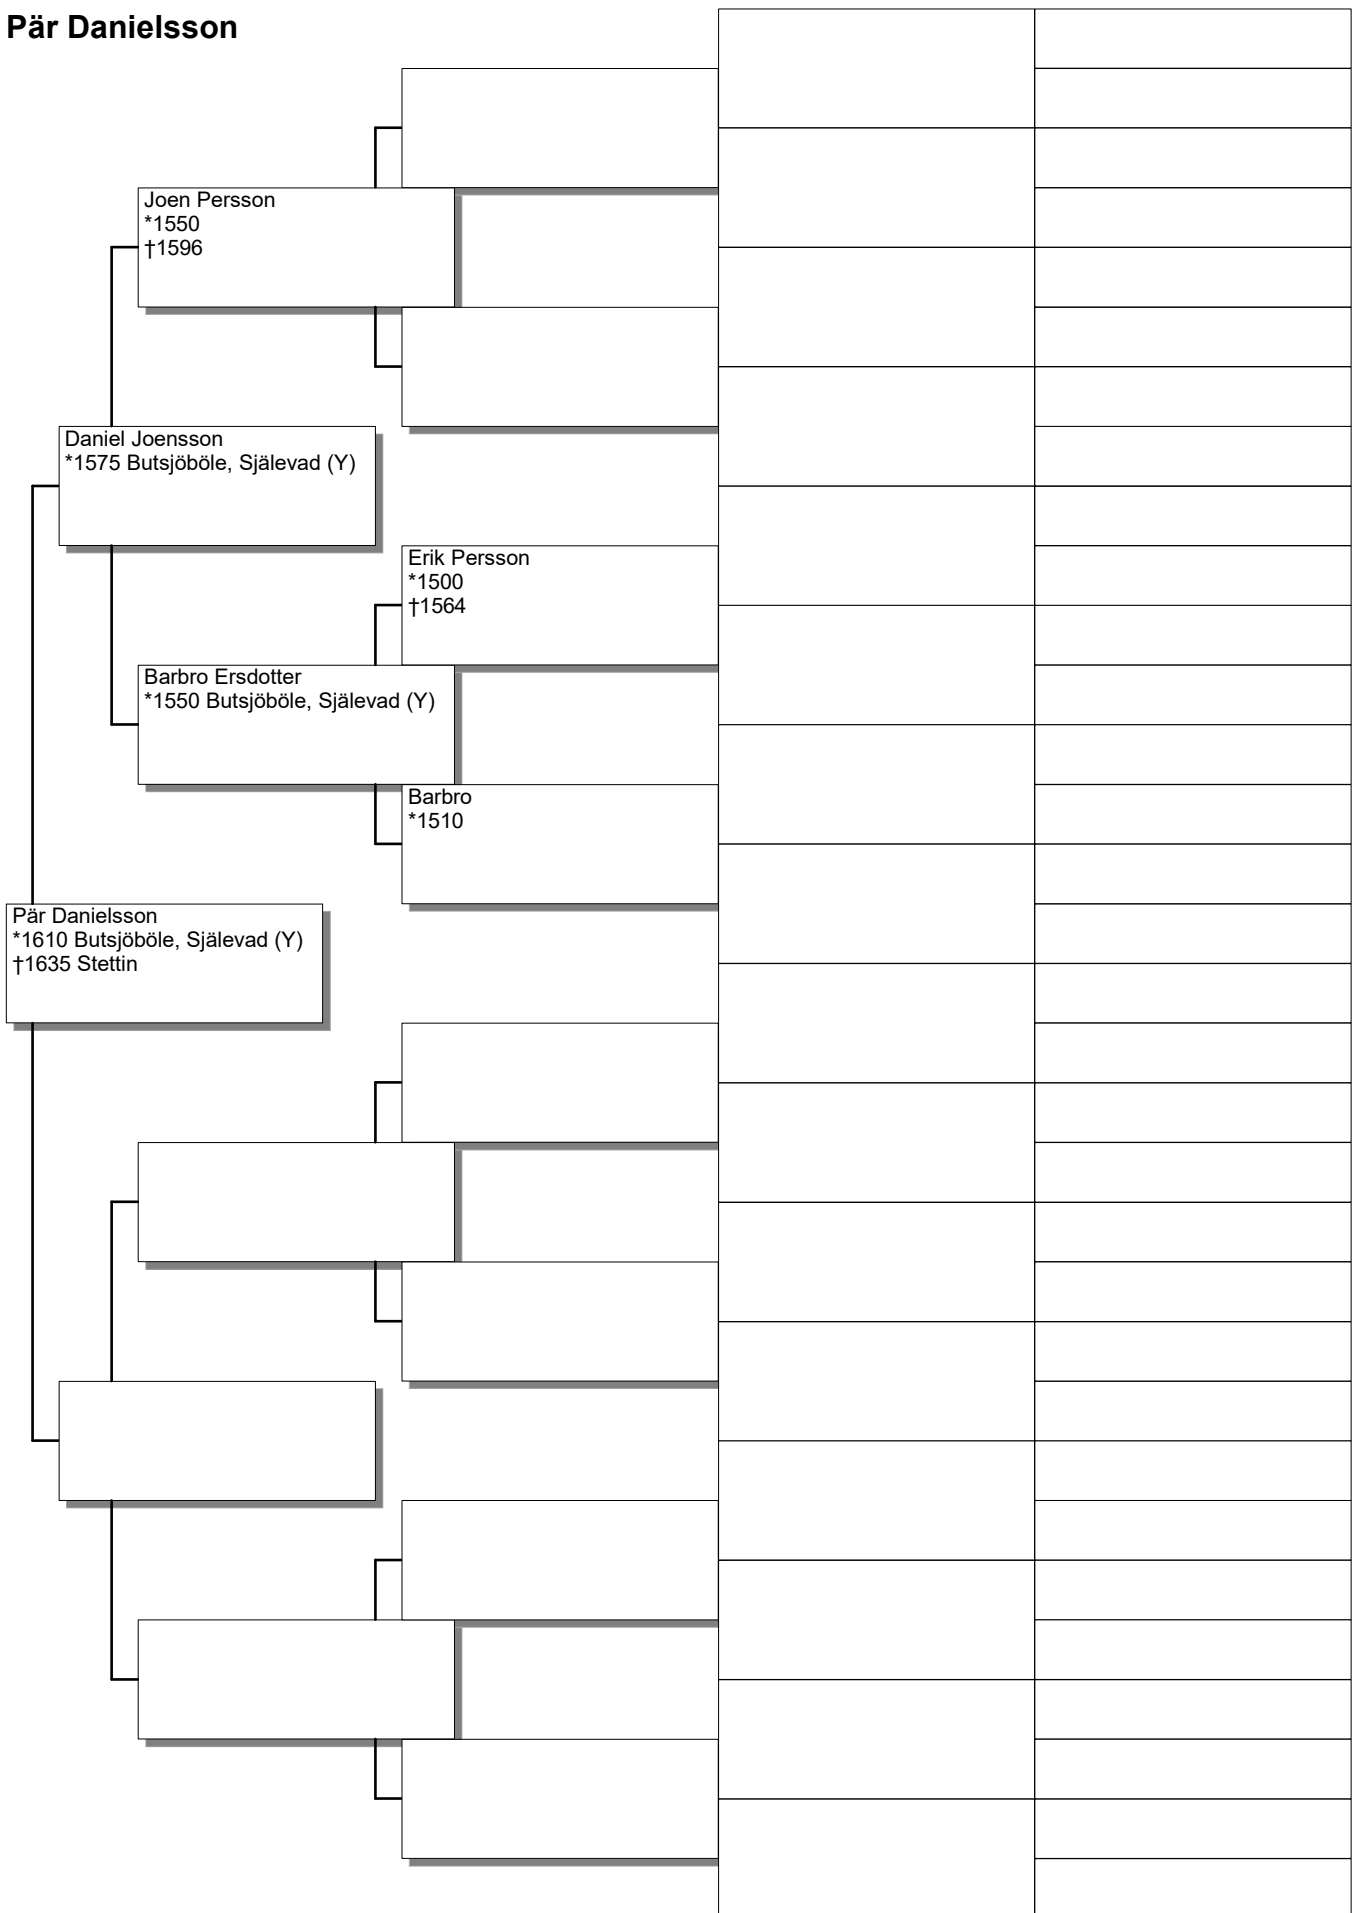 Pär Danielsson
Joen Persson
*1550
†1596
Daniel Joensson
*1575 Butsjöböle, Själevad (Y)
Erik Persson
*1500
†1564
Barbro Ersdotter
*1550 Butsjöböle, Själevad (Y)
Barbro
*1510
Pär Danielsson
*1610 Butsjöböle, Själevad (Y)
†1635 Stettin